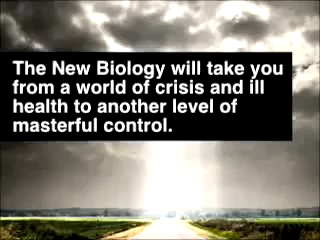 The New Biology will take you
from a world of crisis and ill
health to another level of
masterful control.